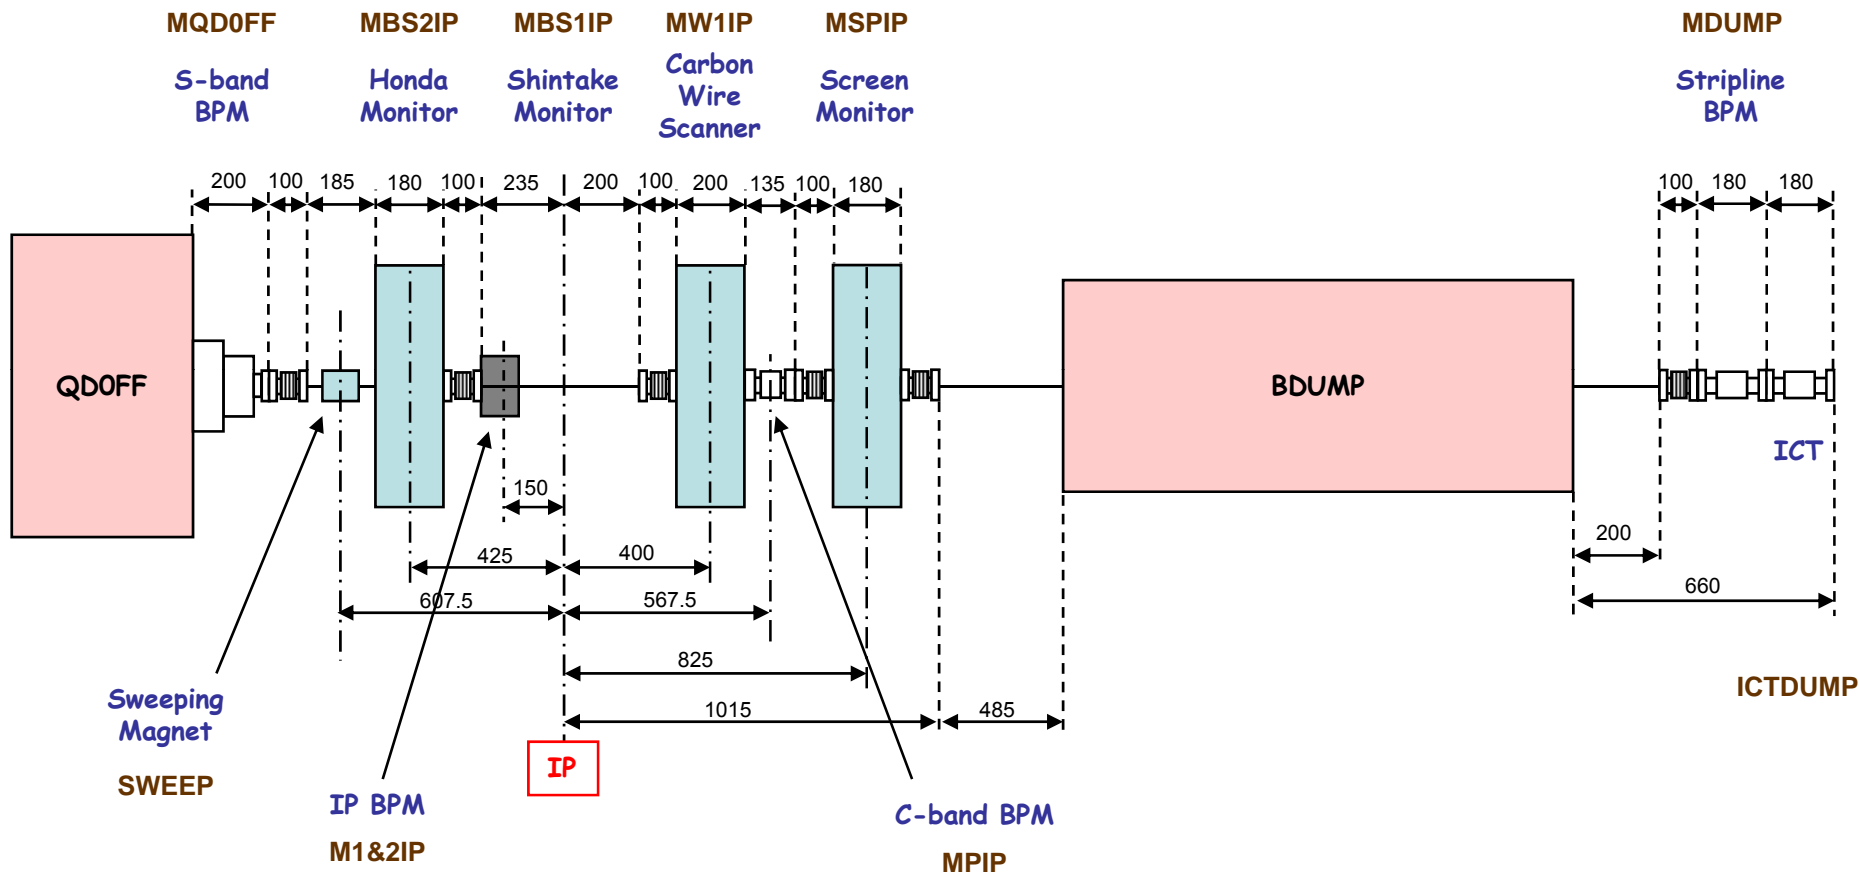 MQD0FF
MBS2IP
MBS1IP
MW1IP
MSPIP
MDUMP
S-band
BPM
Honda
Monitor
Shintake
Monitor
Carbon
Wire
Scanner
Screen
Monitor
Stripline
BPM
200
100
185
180
100
235
200
100
200
135
100
180
100
180
180
QD0FF
BDUMP
ICT
150
425
400
200
607.5
567.5
660
825
1015
485
Sweeping
Magnet
SWEEP
IP
IP BPM
M1&2IP
C-band BPM
MPIP
ICTDUMP